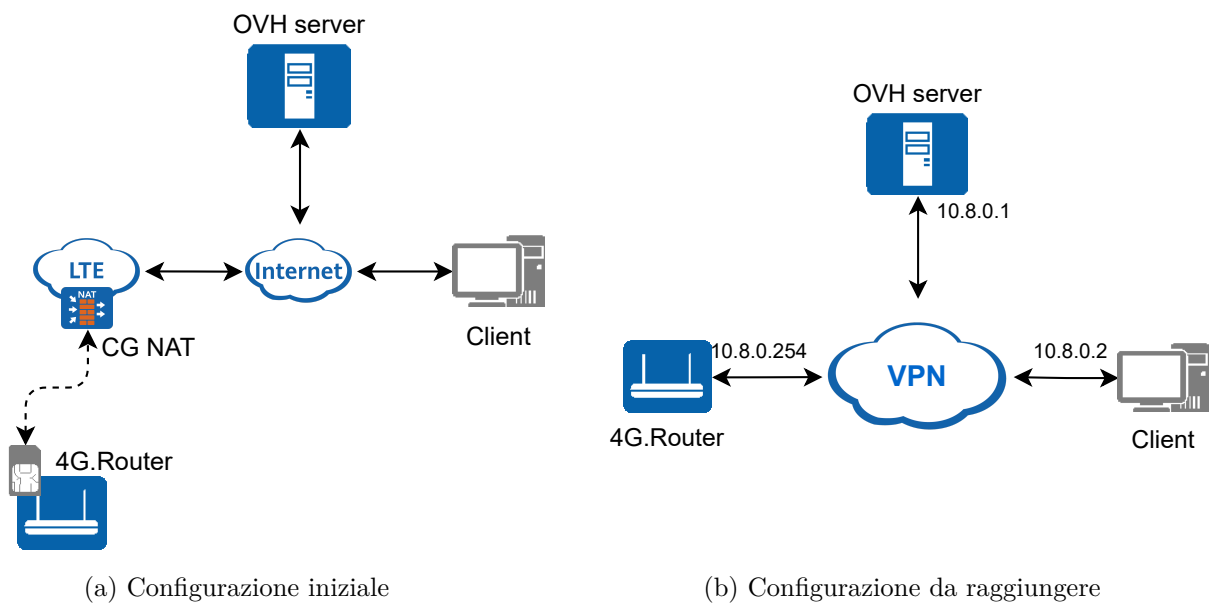 OVH server
LTE
NAT
Internet
CG NAT
Client
4G.Router
(a) Configurazione iniziale
OVH server
10.8.0.1
10.8.0.254
VPN
10.8.0.2
4G.Router
Client
(b) Configurazione da raggiungere